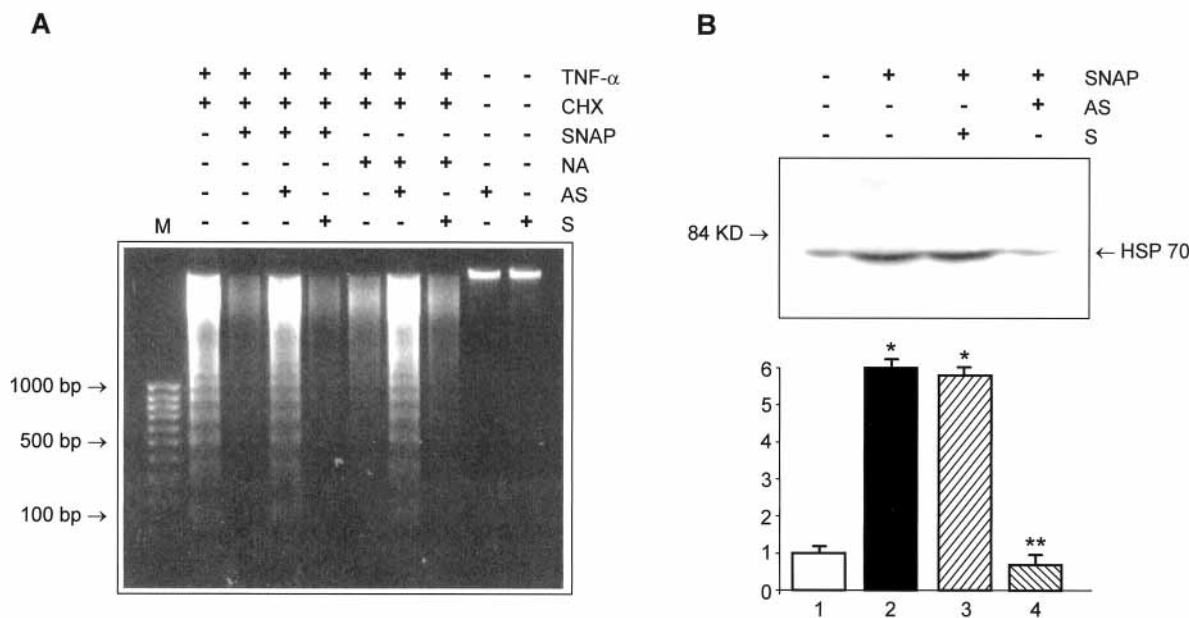 A
+ + + + + + + - - TNF-α
+ + + + + + + - - CHX
- + + + - - - - - SNAP
- - - - + + + - - NA
- - + - - + - + - AS
M - - - + - - + - + S
1000 bp →
500 bp →
100 bp →
B
- + + + SNAP
- - - + AS
- - + - S
84 KD →
← HSP 70
* *
6
5
4
3
2
1 **
0
1 2 3 4